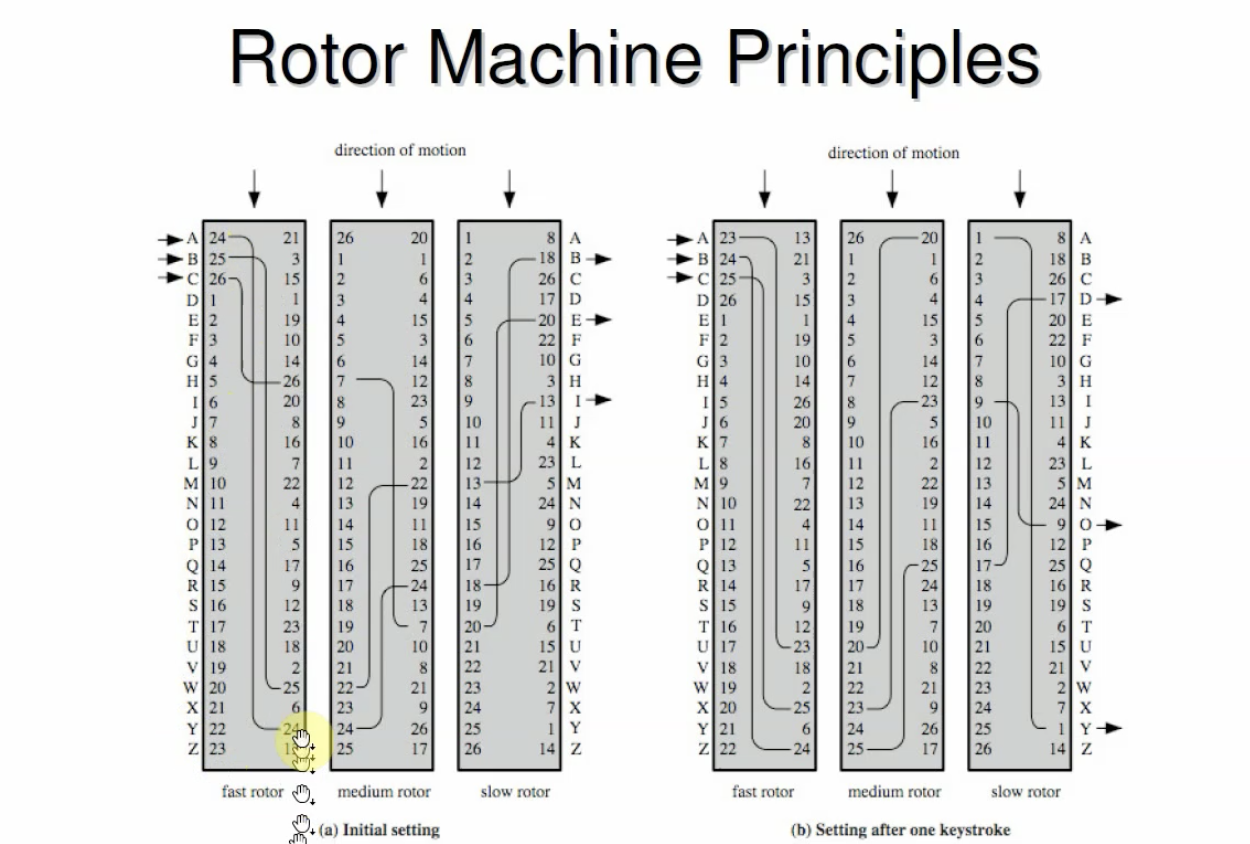 Rotor Machine Principles
direction of motion
direction of motion
A 24 21 26 20 1 8 A A 23 13 26 20 1 8 A
B 25 3 1 1 2 18 B B 24 21 1 1 2 18 B
C 26 15 2 6 3 26 C C 25 3 2 6 3 26 C
D 1 1 3 4 4 17 D D 26 15 3 4 4 17 D
E 2 19 4 15 5 20 E E 1 1 4 15 5 20 E
F 3 10 5 3 6 22 F F 2 19 5 3 6 22 F
G 4 14 6 14 7 10 G G 3 10 6 14 7 10 G
H 5 26 7 12 8 3 H H 4 14 7 12 8 3 H
I 6 20 8 23 9 13 I I 5 26 8 23 9 13 I
J 7 8 9 5 10 11 J J 6 20 9 5 10 11 J
K 8 16 10 16 11 4 K K 7 8 10 16 11 4 K
L 9 7 11 2 12 23 L L 8 16 11 2 12 23 L
M 10 22 12 22 13 5 M M 9 7 12 22 13 5 M
N 11 4 13 19 14 24 N N 10 22 13 19 14 24 N
O 12 11 14 11 15 9 O O 11 4 14 11 15 9 O
P 13 5 15 18 16 12 P P 12 11 15 18 16 12 P
Q 14 17 16 25 17 25 Q Q 13 5 16 25 17 25 Q
R 15 9 17 24 18 16 R R 14 17 17 24 18 16 R
S 16 12 18 13 19 19 S S 15 9 18 13 19 19 S
T 17 23 19 7 20 6 T T 16 12 19 7 20 6 T
U 18 18 20 10 21 15 U U 17 23 20 10 21 15 U
V 19 2 21 8 22 21 V V 18 18 21 8 22 21 V
W 20 25 22 21 23 2 W W 19 2 22 21 23 2 W
X 21 6 23 9 24 7 X X 20 25 23 9 24 7 X
Y 22 24 24 26 25 1 Y Y 21 6 24 26 25 1 Y
Z 23 25 17 26 14 Z Z 22 24 25 17 26 14 Z
fast rotor medium rotor slow rotor fast rotor medium rotor slow rotor
(a) Initial setting (b) Setting after one keystroke